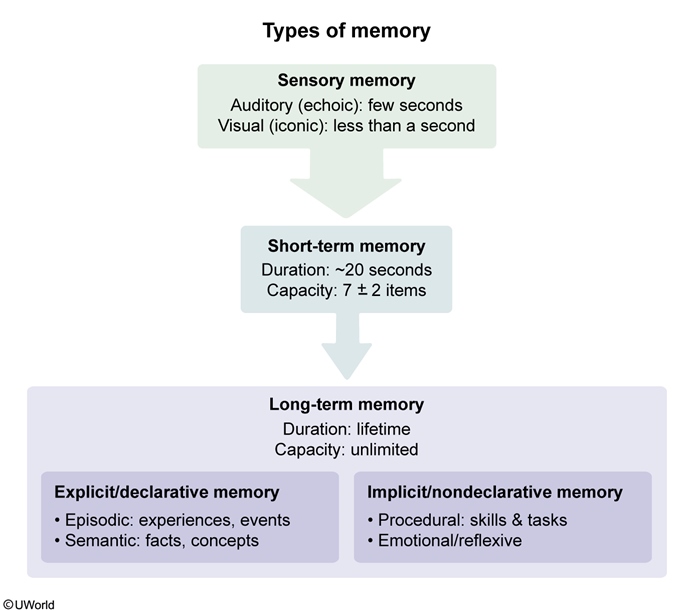 Types of memory
Sensory memory
Auditory (echoic): few seconds
Visual (iconic): less than a second
Short-term memory
Duration: ~20 seconds
Capacity: 7 ± 2 items
Long-term memory
Duration: lifetime
Capacity: unlimited
Explicit/declarative memory
• Episodic: experiences, events
• Semantic: facts, concepts
Implicit/nondeclarative memory
• Procedural: skills & tasks
• Emotional/reflexive
©UWorld